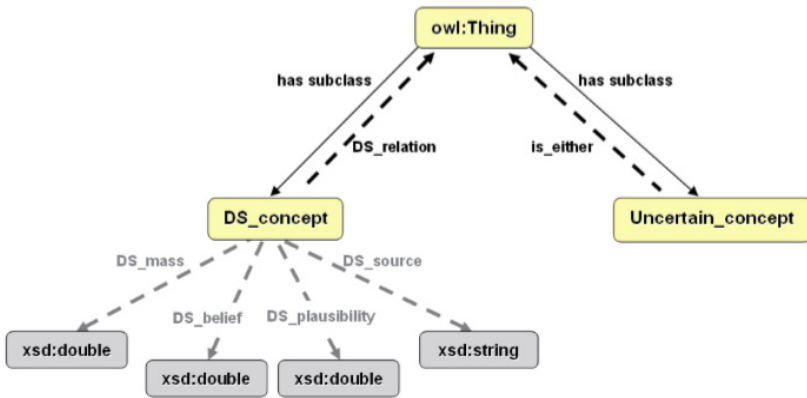 owl:Thing
has subclass
has subclass
DS_relation
is_either
DS_concept
Uncertain_concept
DS_mass
DS_source
DS_belief
DS_plausibility
xsd:double
xsd:string
xsd:double
xsd:double